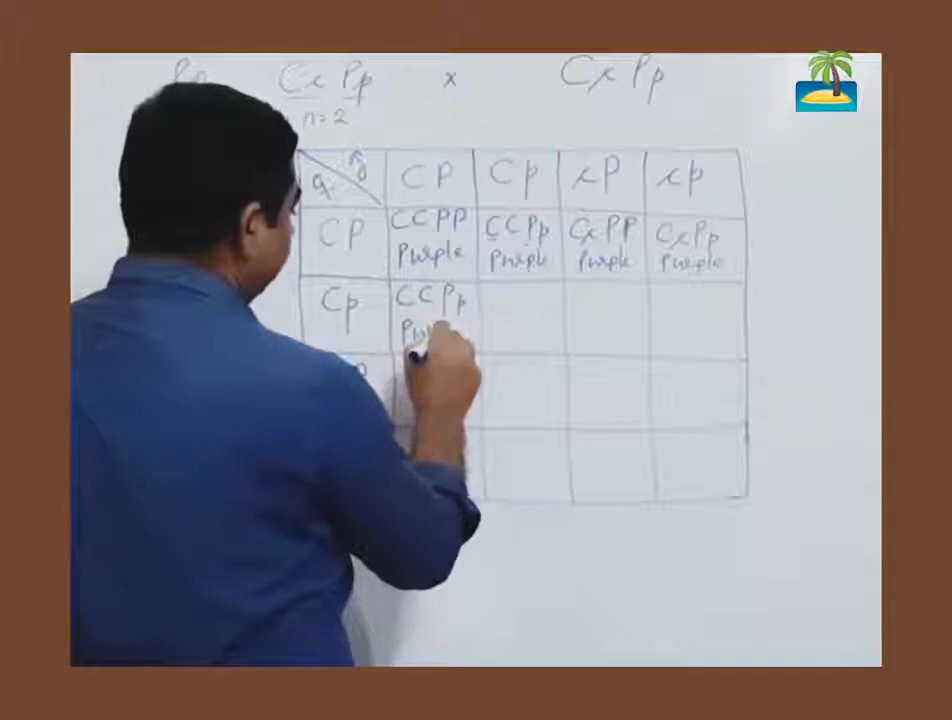 Cc Pp x Cc Pp
n=2
♀ ♂ CP Cp cP cp
CP CCPP CCPp CcPP CcPp
Purple Purple Purple Purple
Cp CCPp